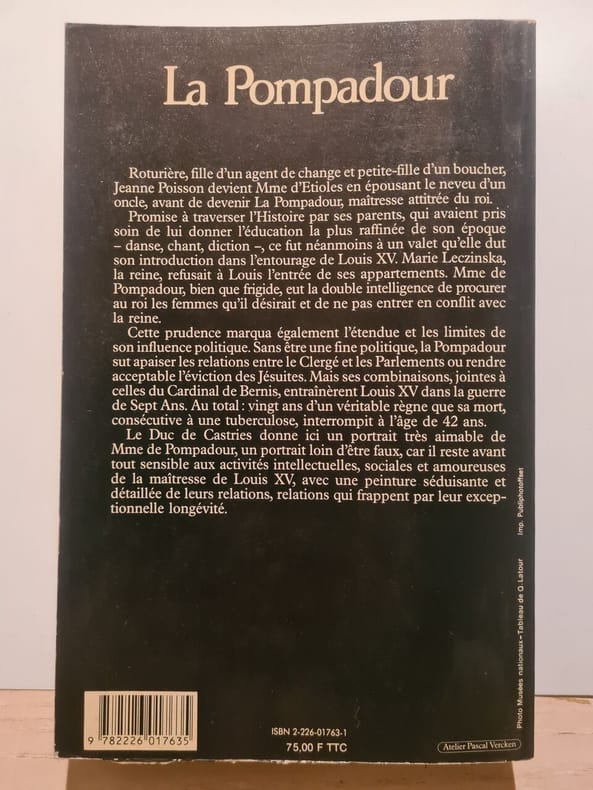 La Pompadour
Roturière, fille d'un agent de change et petite-fille d'un boucher,
Jeanne Poisson devient Mme d'Etioles en épousant le neveu d'un
oncle, avant de devenir La Pompadour, maîtresse attitrée du roi.
Promise à traverser l'Histoire par ses parents, qui avaient pris
soin de lui donner l'éducation la plus raffinée de son époque
– danse, chant, diction –, ce fut néanmoins à un valet qu'elle dut
son introduction dans l'entourage de Louis XV. Marie Leczinska,
la reine, refusait à Louis l'entrée de ses appartements. Mme de
Pompadour, bien que frigide, eut la double intelligence de procurer
au roi les femmes qu'il désirait et de ne pas entrer en conflit avec
la reine.
Cette prudence marqua également l'étendue et les limites de
son influence politique. Sans être une fine politique, la Pompadour
sut apaiser les relations entre le Clergé et les Parlements ou rendre
acceptable l'éviction des Jésuites. Mais ses combinaisons, jointes à
celles du Cardinal de Bernis, entraînèrent Louis XV dans la guerre
de Sept Ans. Au total : vingt ans d'un véritable règne que sa mort,
consécutive à une tuberculose, interrompit à l'âge de 42 ans.
Le Duc de Castries donne ici un portrait très aimable de
Mme de Pompadour, un portrait loin d'être faux, car il reste avant
tout sensible aux activités intellectuelles, sociales et amoureuses
de la maîtresse de Louis XV, avec une peinture séduisante et
détaillée de leurs relations, relations qui frappent par leur excep-
tionnelle longévité.
Photo Musées nationaux – Tableau de Q. Latour
Imp. Publiphotoffset
9 782226 017635
ISBN 2-226-01763-1
75,00 F TTC
Atelier Pascal Vercken